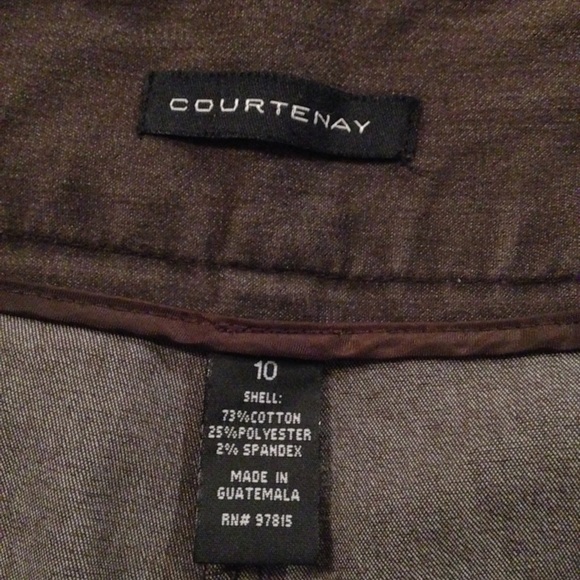 COURTENAY
10
SHELL:
73%COTTON
25%POLYESTER
2% SPANDEX
MADE IN
GUATEMALA
RN# 97815